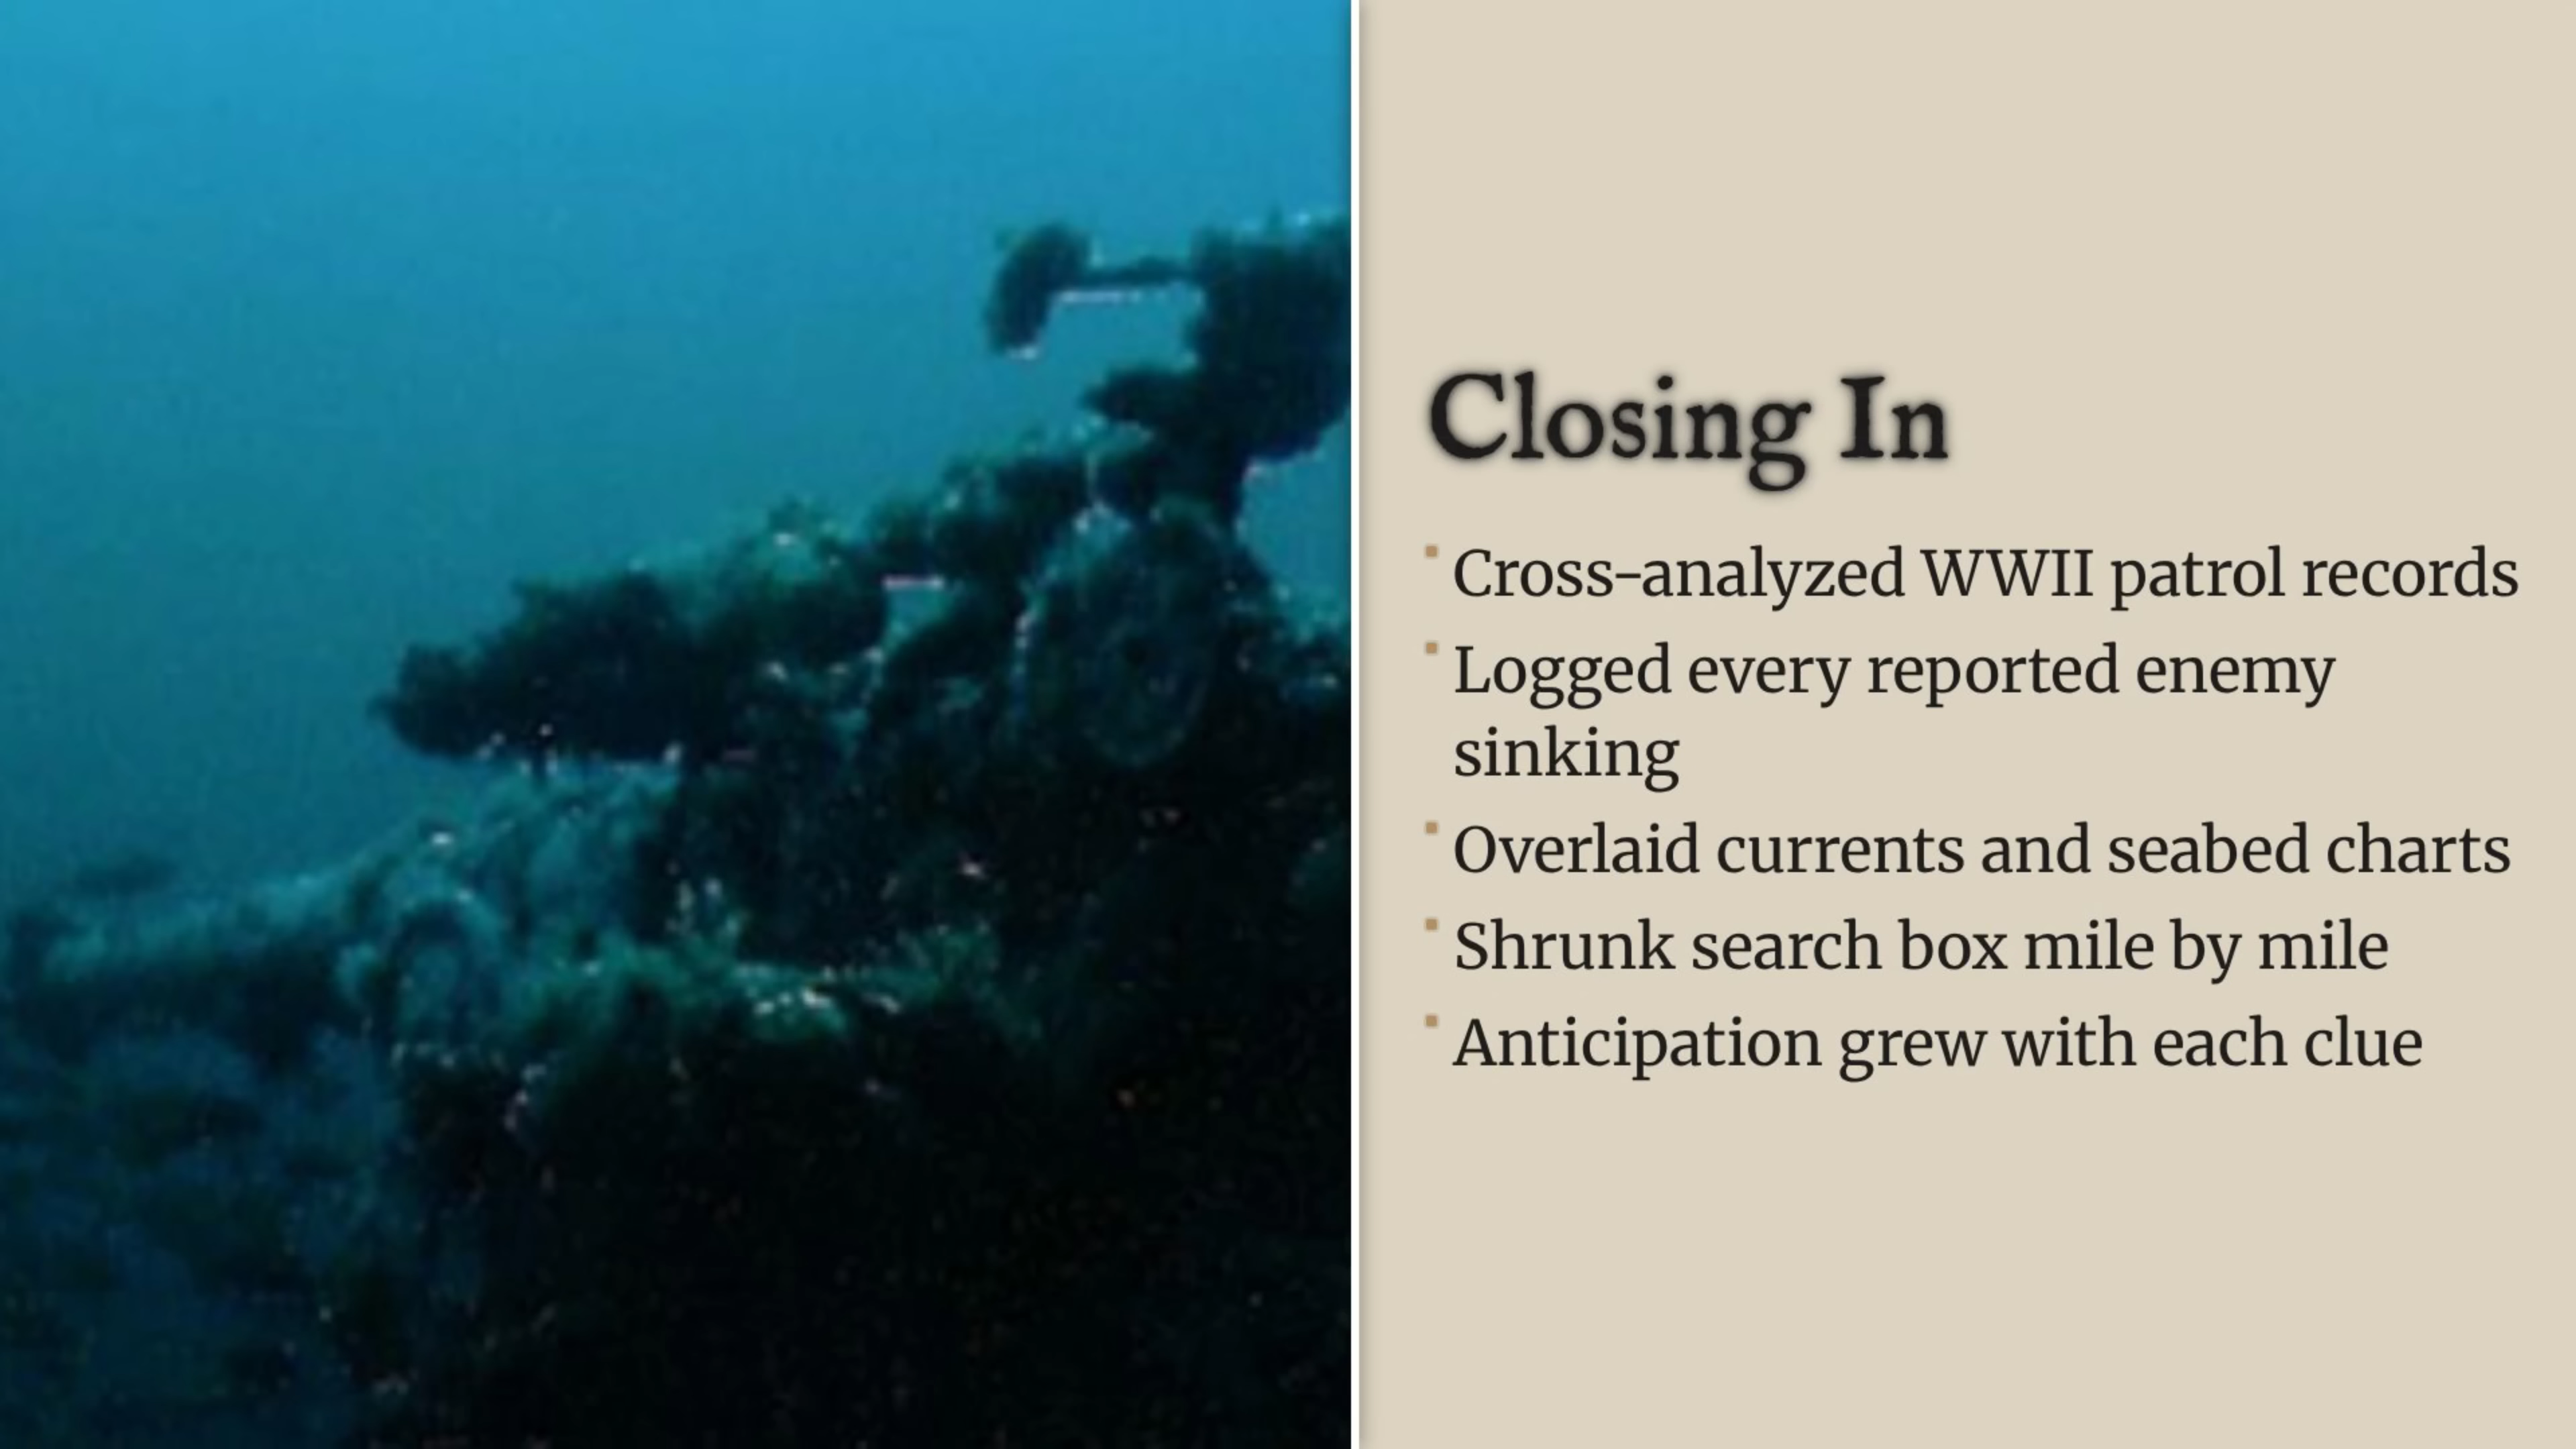 Closing In
Cross-analyzed WWII patrol records
Logged every reported enemy
sinking
Overlaid currents and seabed charts
Shrunk search box mile by mile
Anticipation grew with each clue